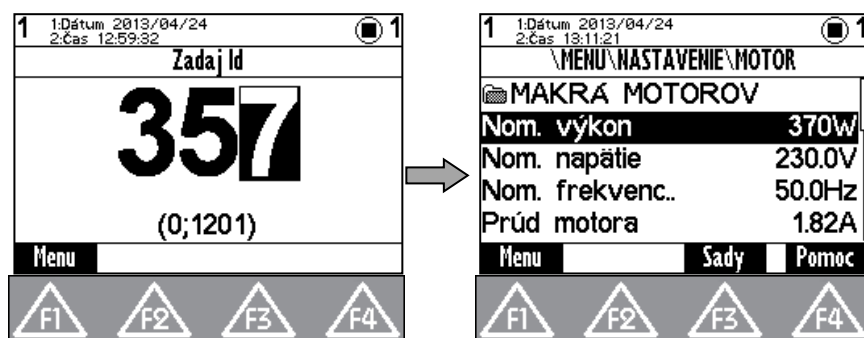 1 1:Dátum 2013/04/24 1
2:Čas 12:59:32
Zadaj Id
357
(0;1201)
Menu
F1 F2 F3 F4
1 1:Dátum 2013/04/24 1
2:Čas 13:11:21
\MENU\NASTAVENIE\MOTOR
MAKRÁ MOTOROV
Nom. výkon 370W
Nom. napätie 230.0V
Nom. frekvenc.. 50.0Hz
Prúd motora 1.82A
Menu Sady Pomoc
F1 F2 F3 F4